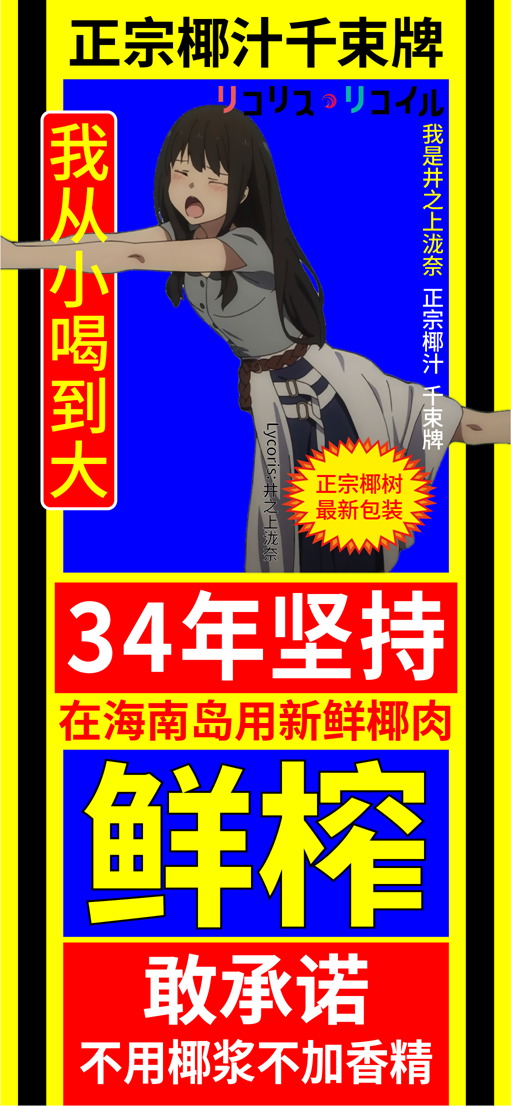 正宗椰汁千束牌
リコリス リコイル
我从小喝到大
我是井之上泷奈 正宗椰汁 千束牌
Lycoris:井之上泷奈
正宗椰树
最新包装
34年坚持
在海南岛用新鲜椰肉
鲜榨
敢承诺
不用椰浆不加香精